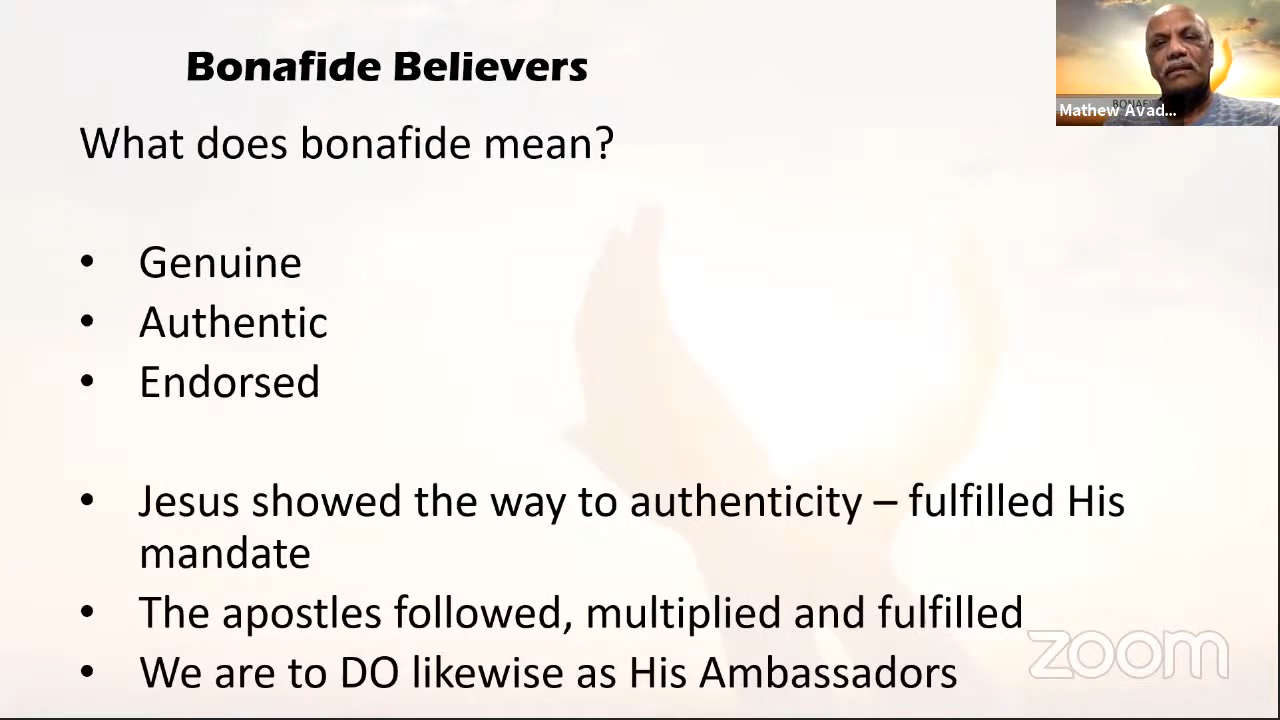 Bonafide Believers
What does bonafide mean?
• Genuine
• Authentic
• Endorsed
• Jesus showed the way to authenticity – fulfilled His
mandate
• The apostles followed, multiplied and fulfilled
• We are to DO likewise as His Ambassadors
Mathew Avad...
zoom